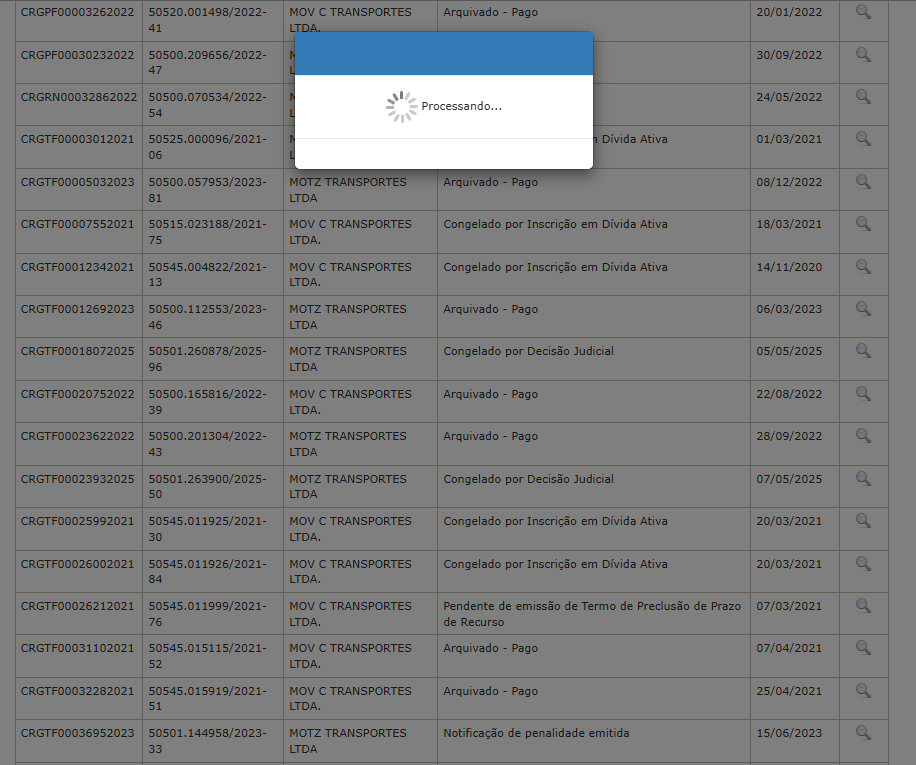 CRGPF00003262022 50520.001498/2022- MOV C TRANSPORTES Arquivado - Pago 20/01/2022
41 LTDA.
CRGPF00030232022 50500.209656/2022- 30/09/2022
47
Processando...
CRGRN00032862022 50500.070534/2022- 24/05/2022
54
CRGTF00003012021 50525.000096/2021- Dívida Ativa 01/03/2021
06
CRGTF00005032023 50500.057953/2023- MOTZ TRANSPORTES Arquivado - Pago 08/12/2022
81 LTDA
CRGTF00007552021 50515.023188/2021- MOV C TRANSPORTES Congelado por Inscrição em Dívida Ativa 18/03/2021
75 LTDA.
CRGTF00012342021 50545.004822/2021- MOV C TRANSPORTES Congelado por Inscrição em Dívida Ativa 14/11/2020
13 LTDA.
CRGTF00012692023 50500.112553/2023- MOTZ TRANSPORTES Arquivado - Pago 06/03/2023
46 LTDA
CRGTF00018072025 50501.260878/2025- MOTZ TRANSPORTES Congelado por Decisão Judicial 05/05/2025
96 LTDA
CRGTF00020752022 50500.165816/2022- MOV C TRANSPORTES Arquivado - Pago 22/08/2022
39 LTDA.
CRGTF00023622022 50500.201304/2022- MOTZ TRANSPORTES Arquivado - Pago 28/09/2022
43 LTDA
CRGTF00023932025 50501.263900/2025- MOTZ TRANSPORTES Congelado por Decisão Judicial 07/05/2025
50 LTDA
CRGTF00025992021 50545.011925/2021- MOV C TRANSPORTES Congelado por Inscrição em Dívida Ativa 20/03/2021
30 LTDA.
CRGTF00026002021 50545.011926/2021- MOV C TRANSPORTES Congelado por Inscrição em Dívida Ativa 20/03/2021
84 LTDA.
CRGTF00026212021 50545.011999/2021- MOV C TRANSPORTES Pendente de emissão de Termo de Preclusão de Prazo 07/03/2021
76 LTDA. de Recurso
CRGTF00031102021 50545.015115/2021- MOV C TRANSPORTES Arquivado - Pago 07/04/2021
52 LTDA.
CRGTF00032282021 50545.015919/2021- MOV C TRANSPORTES Arquivado - Pago 25/04/2021
51 LTDA.
CRGTF00036952023 50501.144958/2023- MOTZ TRANSPORTES Notificação de penalidade emitida 15/06/2023
33 LTDA